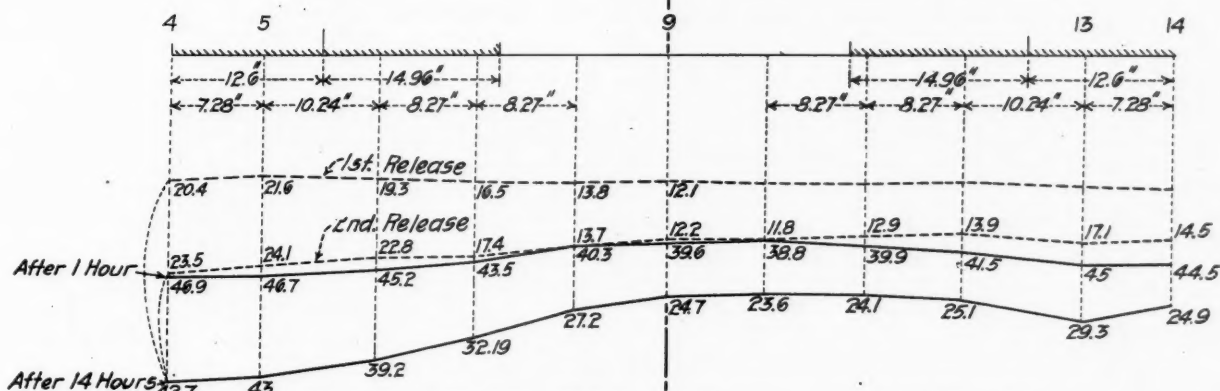 4 5 9 13 14
12.6" 14.96" 14.96" 12.6"
7.28" 10.24" 8.27" 8.27" 8.27" 8.27" 10.24" 7.28"
1st. Release
20.4 21.6 19.3 16.5 13.8 12.1
2nd. Release
23.5 24.1 22.8 17.4 13.7 12.2 11.8 12.9 13.9 17.1 14.5
After 1 Hour
46.9 46.7 45.2 43.5 40.3 39.6 38.8 39.9 41.5 4.5 44.5
27.2 24.7 23.6 24.1 25.1 29.3 24.9
After 14 Hours 43 39.2 32.19